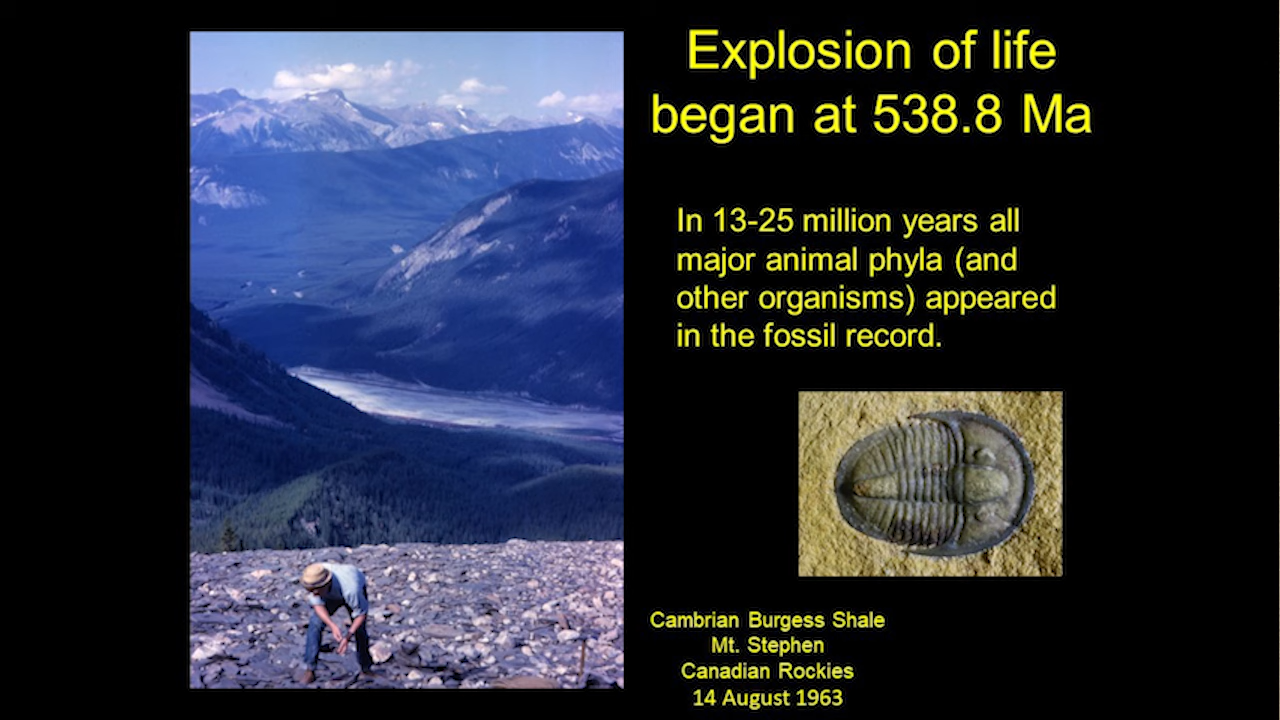 Explosion of life
began at 538.8 Ma
In 13-25 million years all
major animal phyla (and
other organisms) appeared
in the fossil record.
Cambrian Burgess Shale
Mt. Stephen
Canadian Rockies
14 August 1963